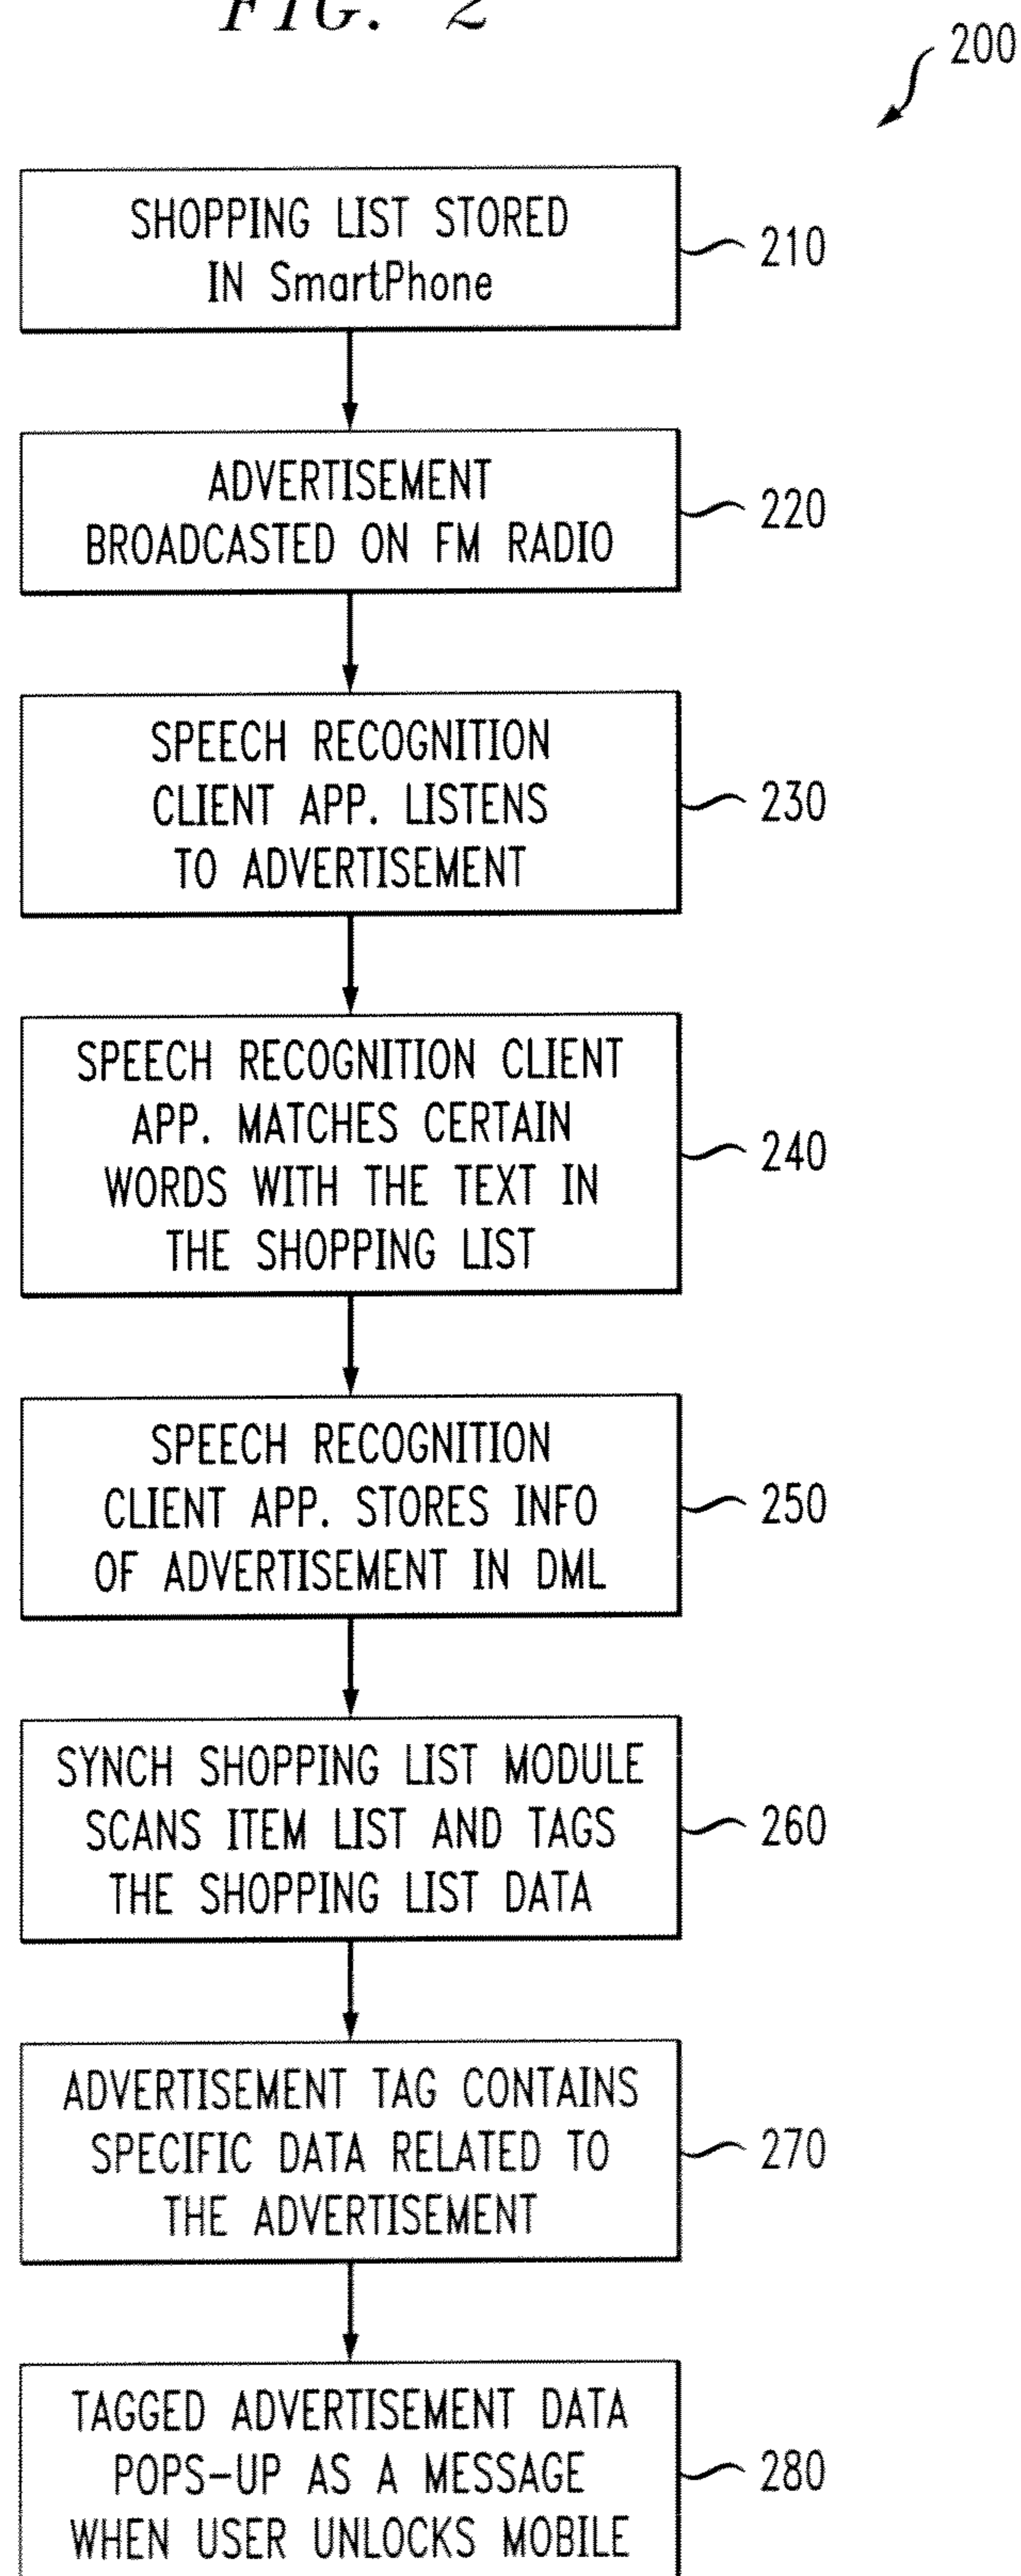 FIG. 2
200
SHOPPING LIST STORED
IN SmartPhone
210
ADVERTISEMENT
BROADCASTED ON FM RADIO
220
SPEECH RECOGNITION
CLIENT APP. LISTENS
TO ADVERTISEMENT
230
SPEECH RECOGNITION CLIENT
APP. MATCHES CERTAIN
WORDS WITH THE TEXT IN
THE SHOPPING LIST
240
SPEECH RECOGNITION
CLIENT APP. STORES INFO
OF ADVERTISEMENT IN DML
250
SYNCH SHOPPING LIST MODULE
SCANS ITEM LIST AND TAGS
THE SHOPPING LIST DATA
260
ADVERTISEMENT TAG CONTAINS
SPECIFIC DATA RELATED TO
THE ADVERTISEMENT
270
TAGGED ADVERTISEMENT DATA
POPS-UP AS A MESSAGE
WHEN USER UNLOCKS MOBILE
280